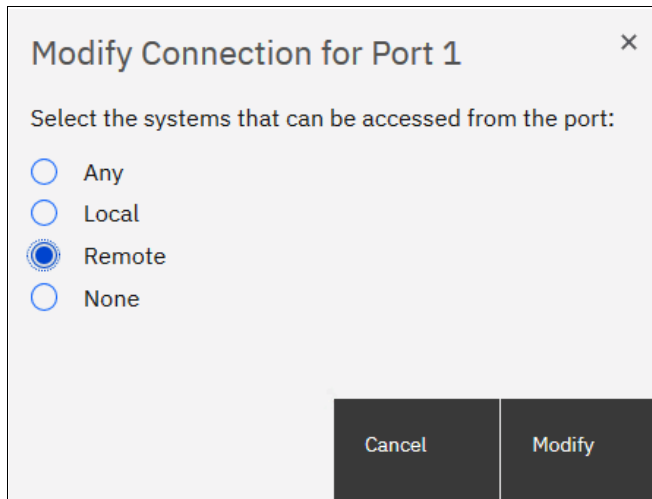 Modify Connection for Port 1
Select the systems that can be accessed from the port:
Any
Local
Remote
None
Cancel
Modify